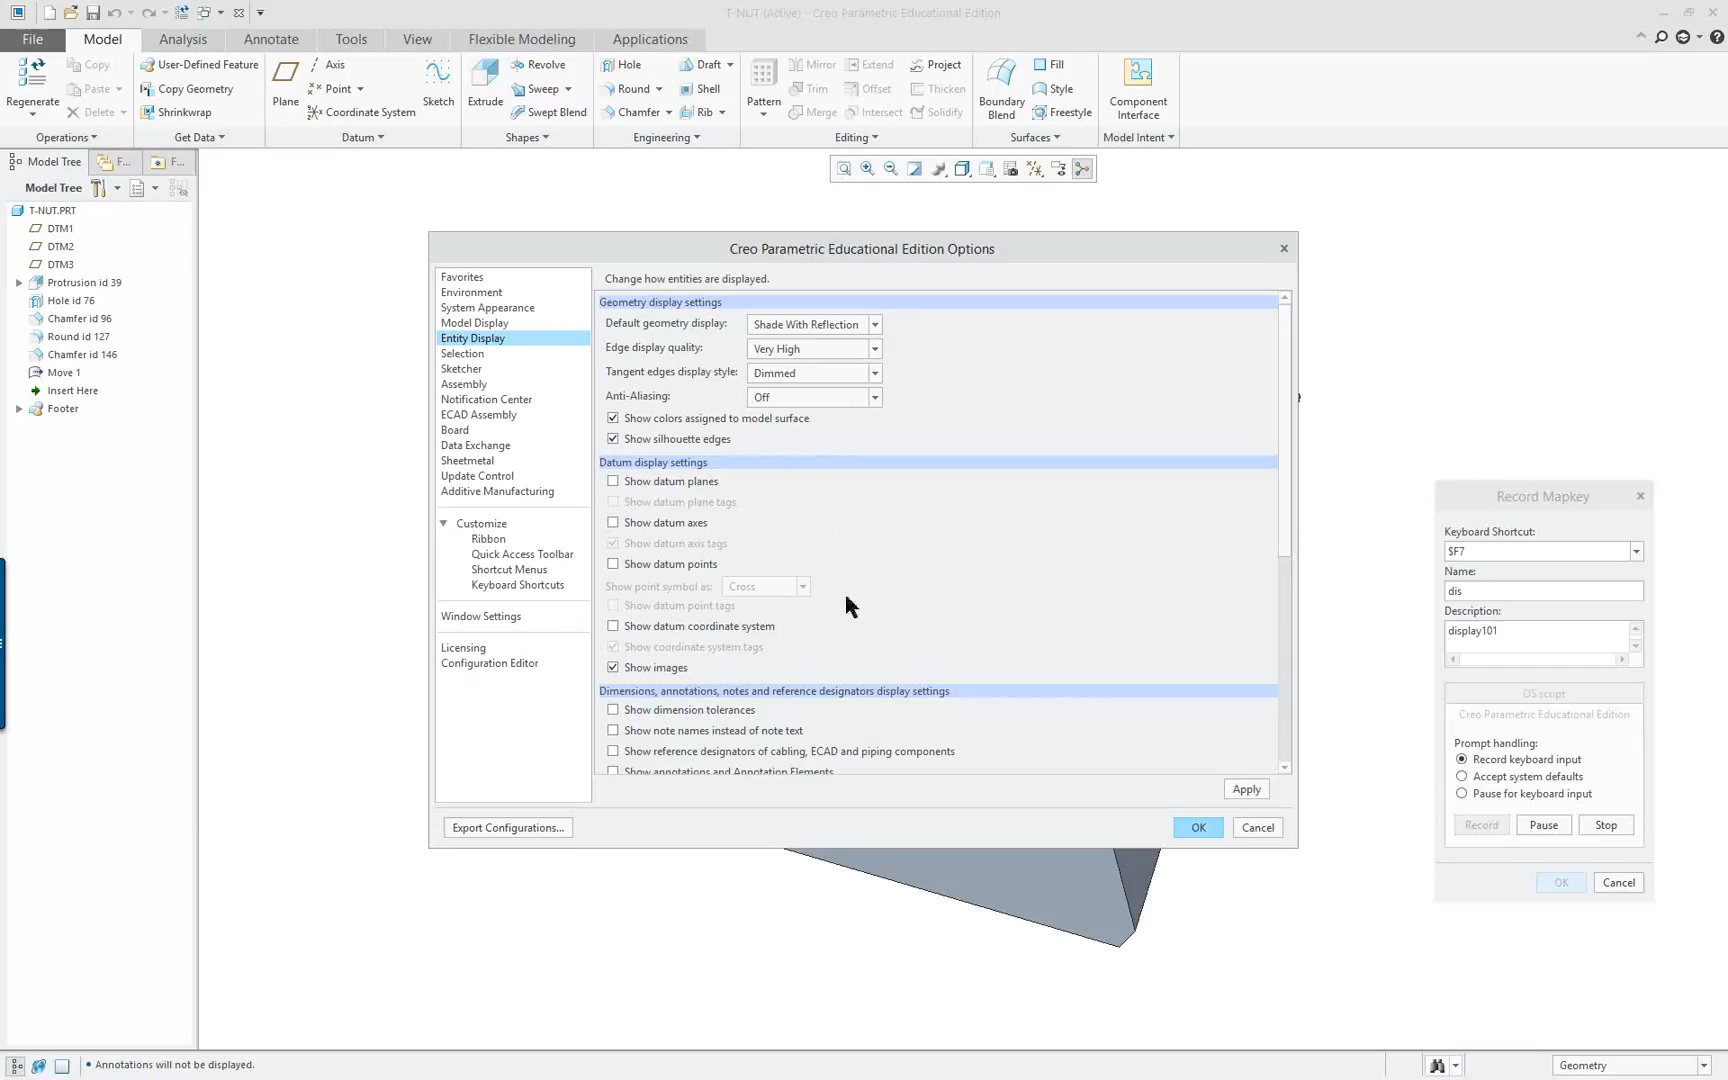 T-NUT (Active) - Creo Parametric Educational Edition
File
Model
Analysis
Annotate
Tools
View
Flexible Modeling
Applications
Regenerate
Copy
Paste
Delete
Operations
User-Defined Feature
Copy Geometry
Shrinkwrap
Get Data
Plane
Axis
Point
Coordinate System
Sketch
Datum
Extrude
Revolve
Sweep
Swept Blend
Shapes
Hole
Round
Chamfer
Draft
Shell
Rib
Engineering
Pattern
Mirror
Trim
Merge
Extend
Offset
Intersect
Project
Thicken
Solidify
Editing
Boundary
Blend
Fill
Style
Freestyle
Surfaces
Component
Interface
Model Intent
Model Tree
F...
F...
Model Tree
T-NUT.PRT
DTM1
DTM2
DTM3
Protrusion id 39
Hole id 76
Chamfer id 96
Round id 127
Chamfer id 146
Move 1
Insert Here
Footer
Creo Parametric Educational Edition Options
Favorites
Environment
System Appearance
Model Display
Entity Display
Selection
Sketcher
Assembly
Notification Center
ECAD Assembly
Board
Data Exchange
Sheetmetal
Update Control
Additive Manufacturing
Customize
Ribbon
Quick Access Toolbar
Shortcut Menus
Keyboard Shortcuts
Window Settings
Licensing
Configuration Editor
Change how entities are displayed.
Geometry display settings
Default geometry display: Shade With Reflection
Edge display quality: Very High
Tangent edges display style: Dimmed
Anti-Aliasing: Off
Show colors assigned to model surface
Show silhouette edges
Datum display settings
Show datum planes
Show datum plane tags
Show datum axes
Show datum axis tags
Show datum points
Show point symbol as: Cross
Show datum point tags
Show datum coordinate system
Show coordinate system tags
Show images
Dimensions, annotations, notes and reference designators display settings
Show dimension tolerances
Show note names instead of note text
Show reference designators of cabling, ECAD and piping components
Show annotations and Annotation Elements
Apply
Export Configurations...
OK
Cancel
Record Mapkey
Keyboard Shortcut:
$F7
Name:
dis
Description:
display101
OS script
Creo Parametric Educational Edition
Prompt handling:
Record keyboard input
Accept system defaults
Pause for keyboard input
Record
Pause
Stop
OK
Cancel
• Annotations will not be displayed.
Geometry